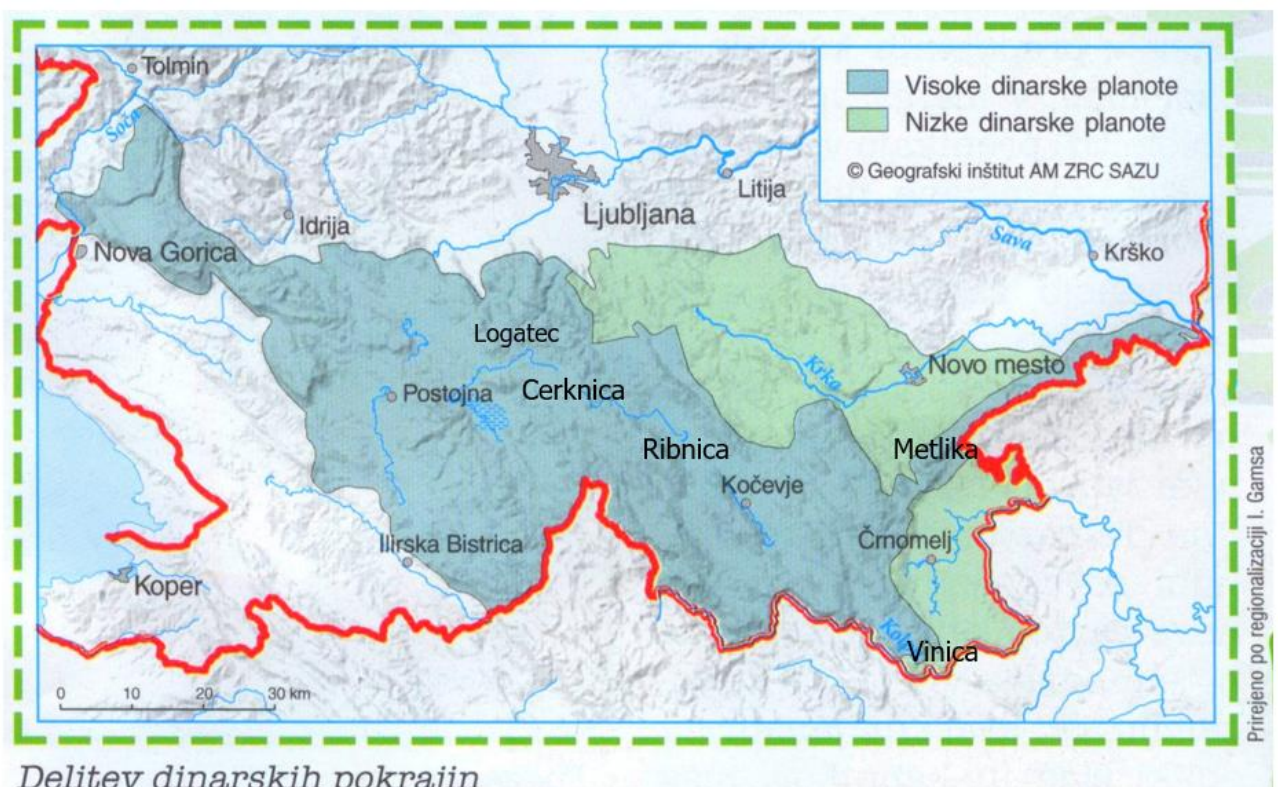 Tolmin
Soča
Visoke dinarske planote
Nizke dinarske planote
© Geografski inštitut AM ZRC SAZU
Litija
Ljubljana
Idrija
Nova Gorica
Sava
Krško
Logatec
Krka
Novo mesto
Postojna
Cerknica
Ribnica
Metlika
Kočevje
Ilirska Bistrica
Črnomelj
Koper
Vinica
0 10 20 30 km
Prirejeno po regionalizaciji I. Gamsa
Delitev dinarskih pokrajin